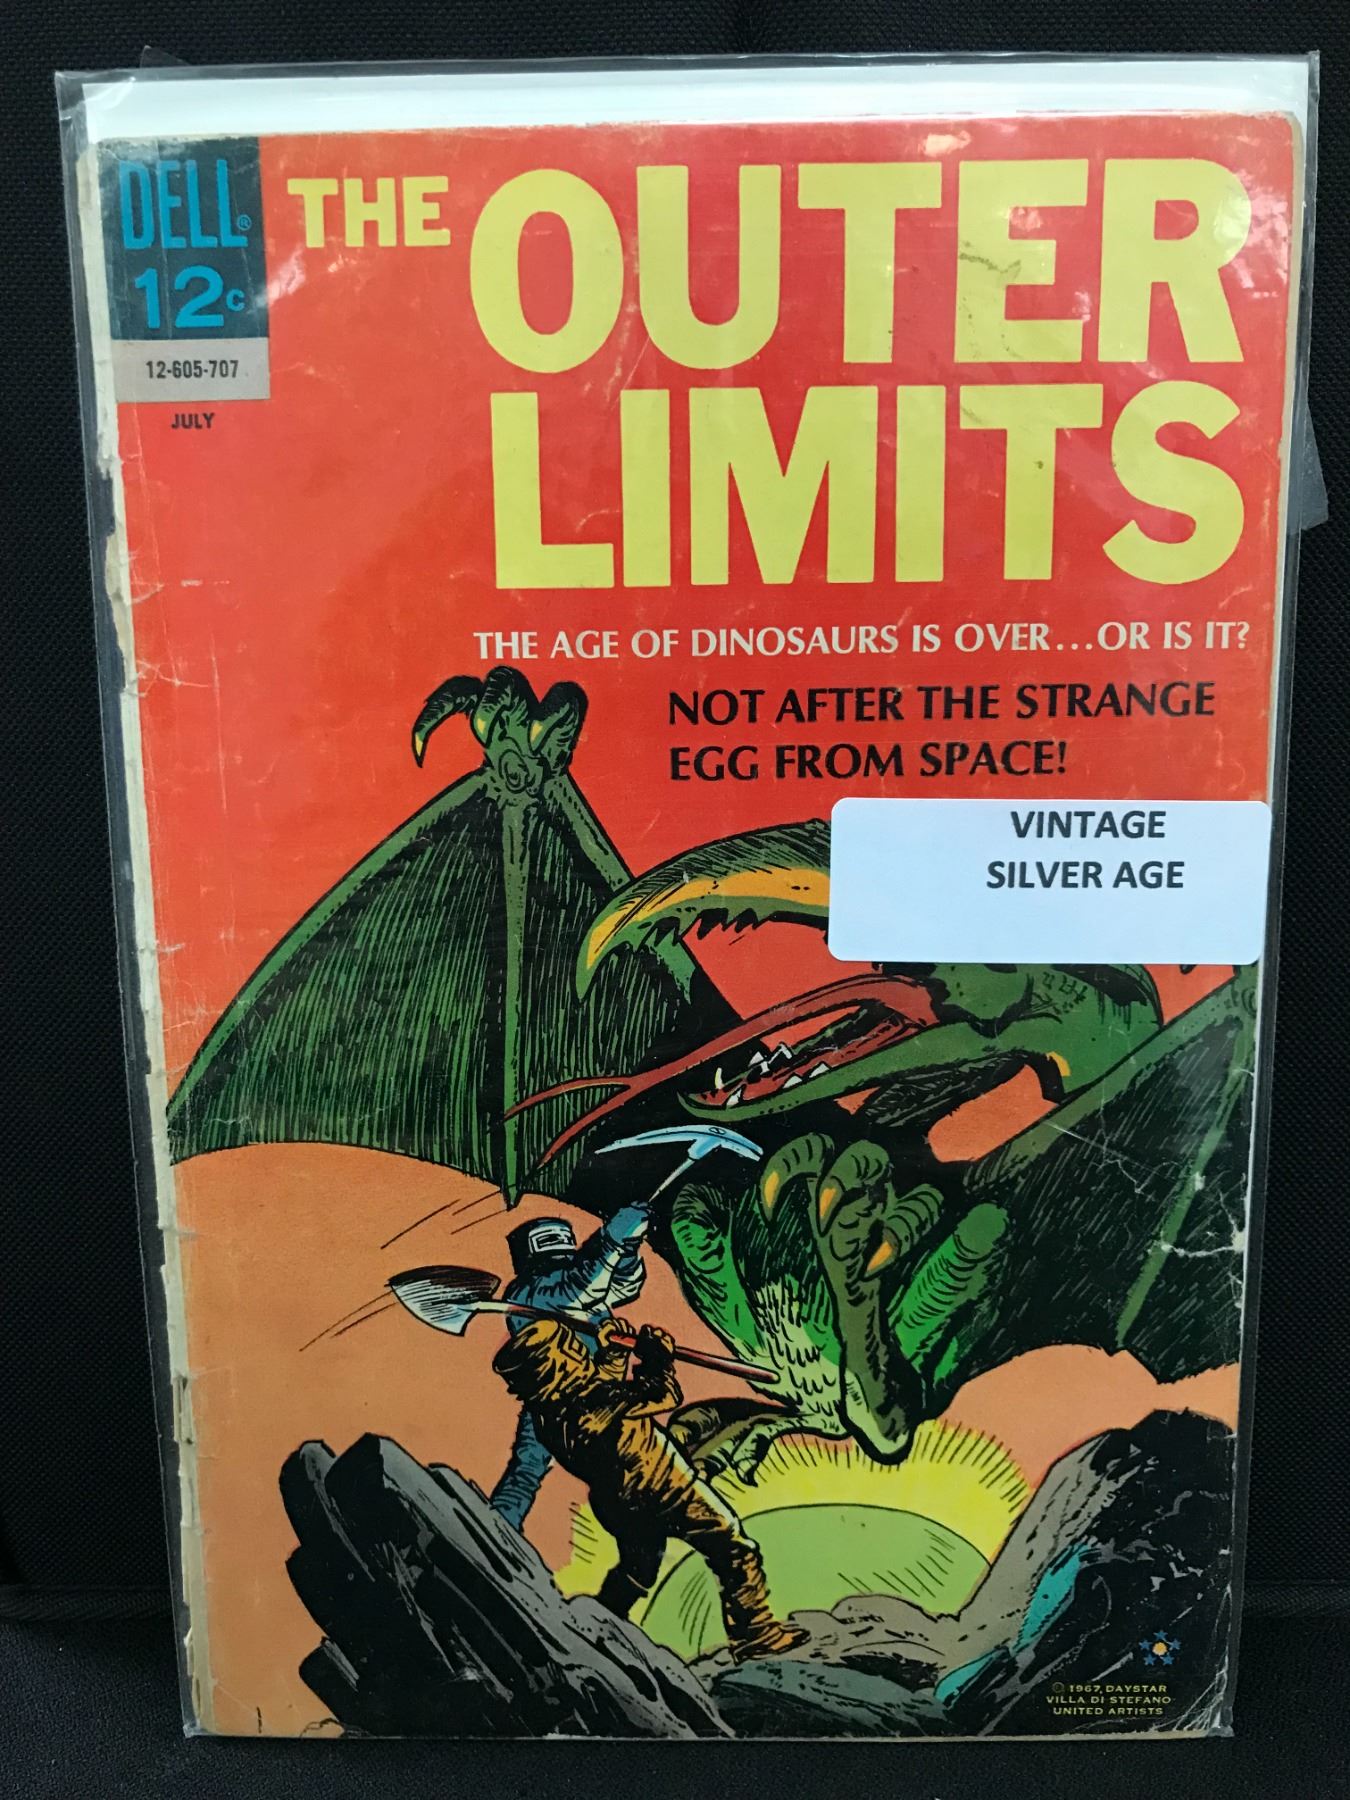 DELL®
12c
12-605-707
JULY
THE OUTER
LIMITS
THE AGE OF DINOSAURS IS OVER...OR IS IT?
NOT AFTER THE STRANGE
EGG FROM SPACE!
VINTAGE
SILVER AGE
© 1967, DAYSTAR
VILLA DI STEFANO
UNITED ARTISTS